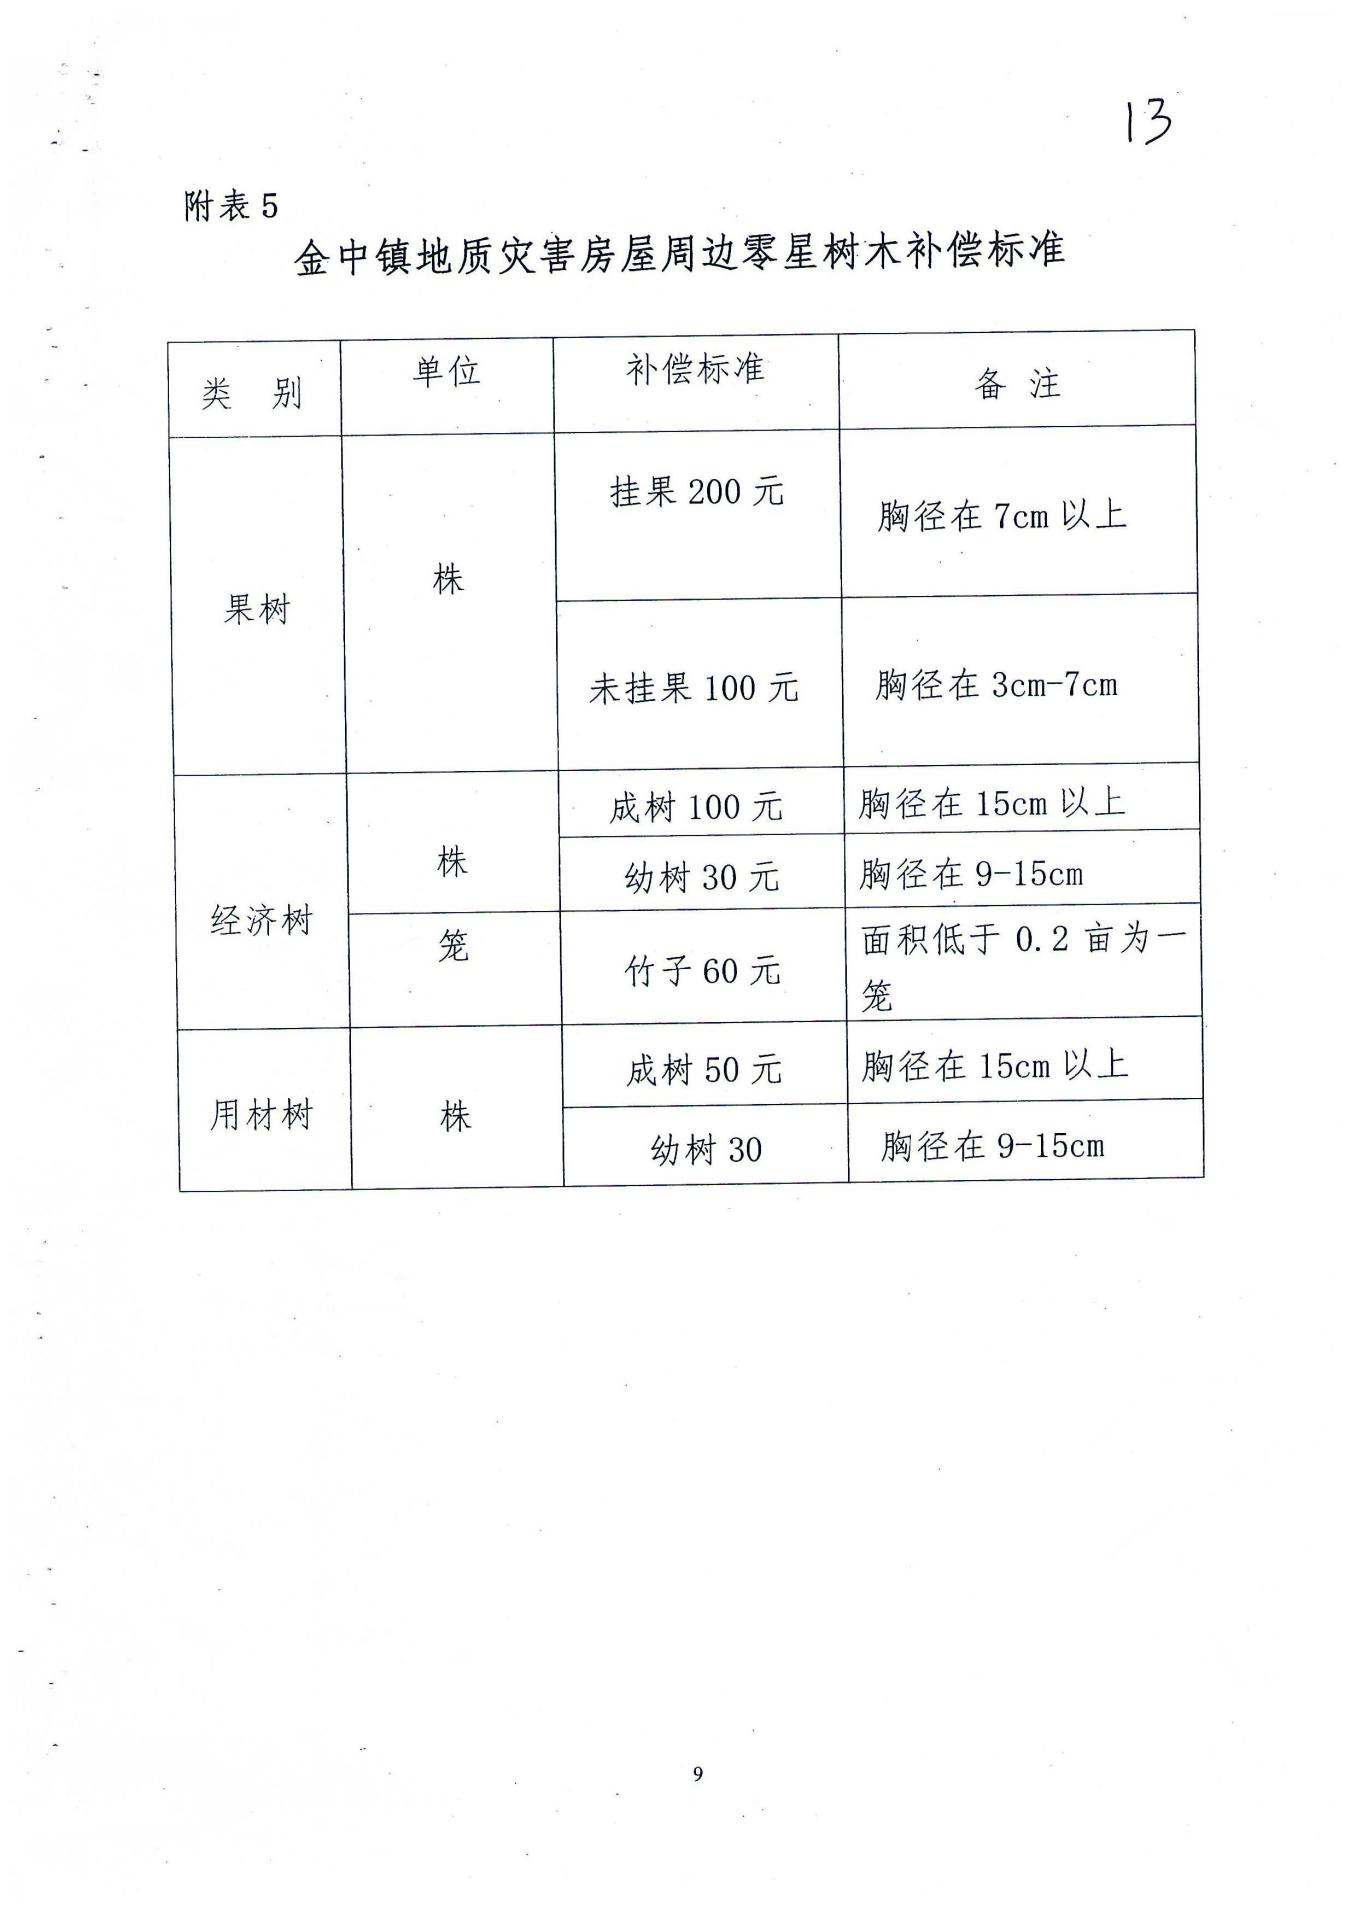 13
附表5
金中镇地质灾害房屋周边零星树木补偿标准
类 别 单位 补偿标准 备 注
果树 株 挂果200元 胸径在7cm以上
未挂果100元 胸径在3cm-7cm
经济树 株 成树100元 胸径在15cm以上
幼树30元 胸径在9-15cm
笼 竹子60元 面积低于0.2亩为一
笼
用材树 株 成树50元 胸径在15cm以上
幼树30 胸径在9-15cm
9